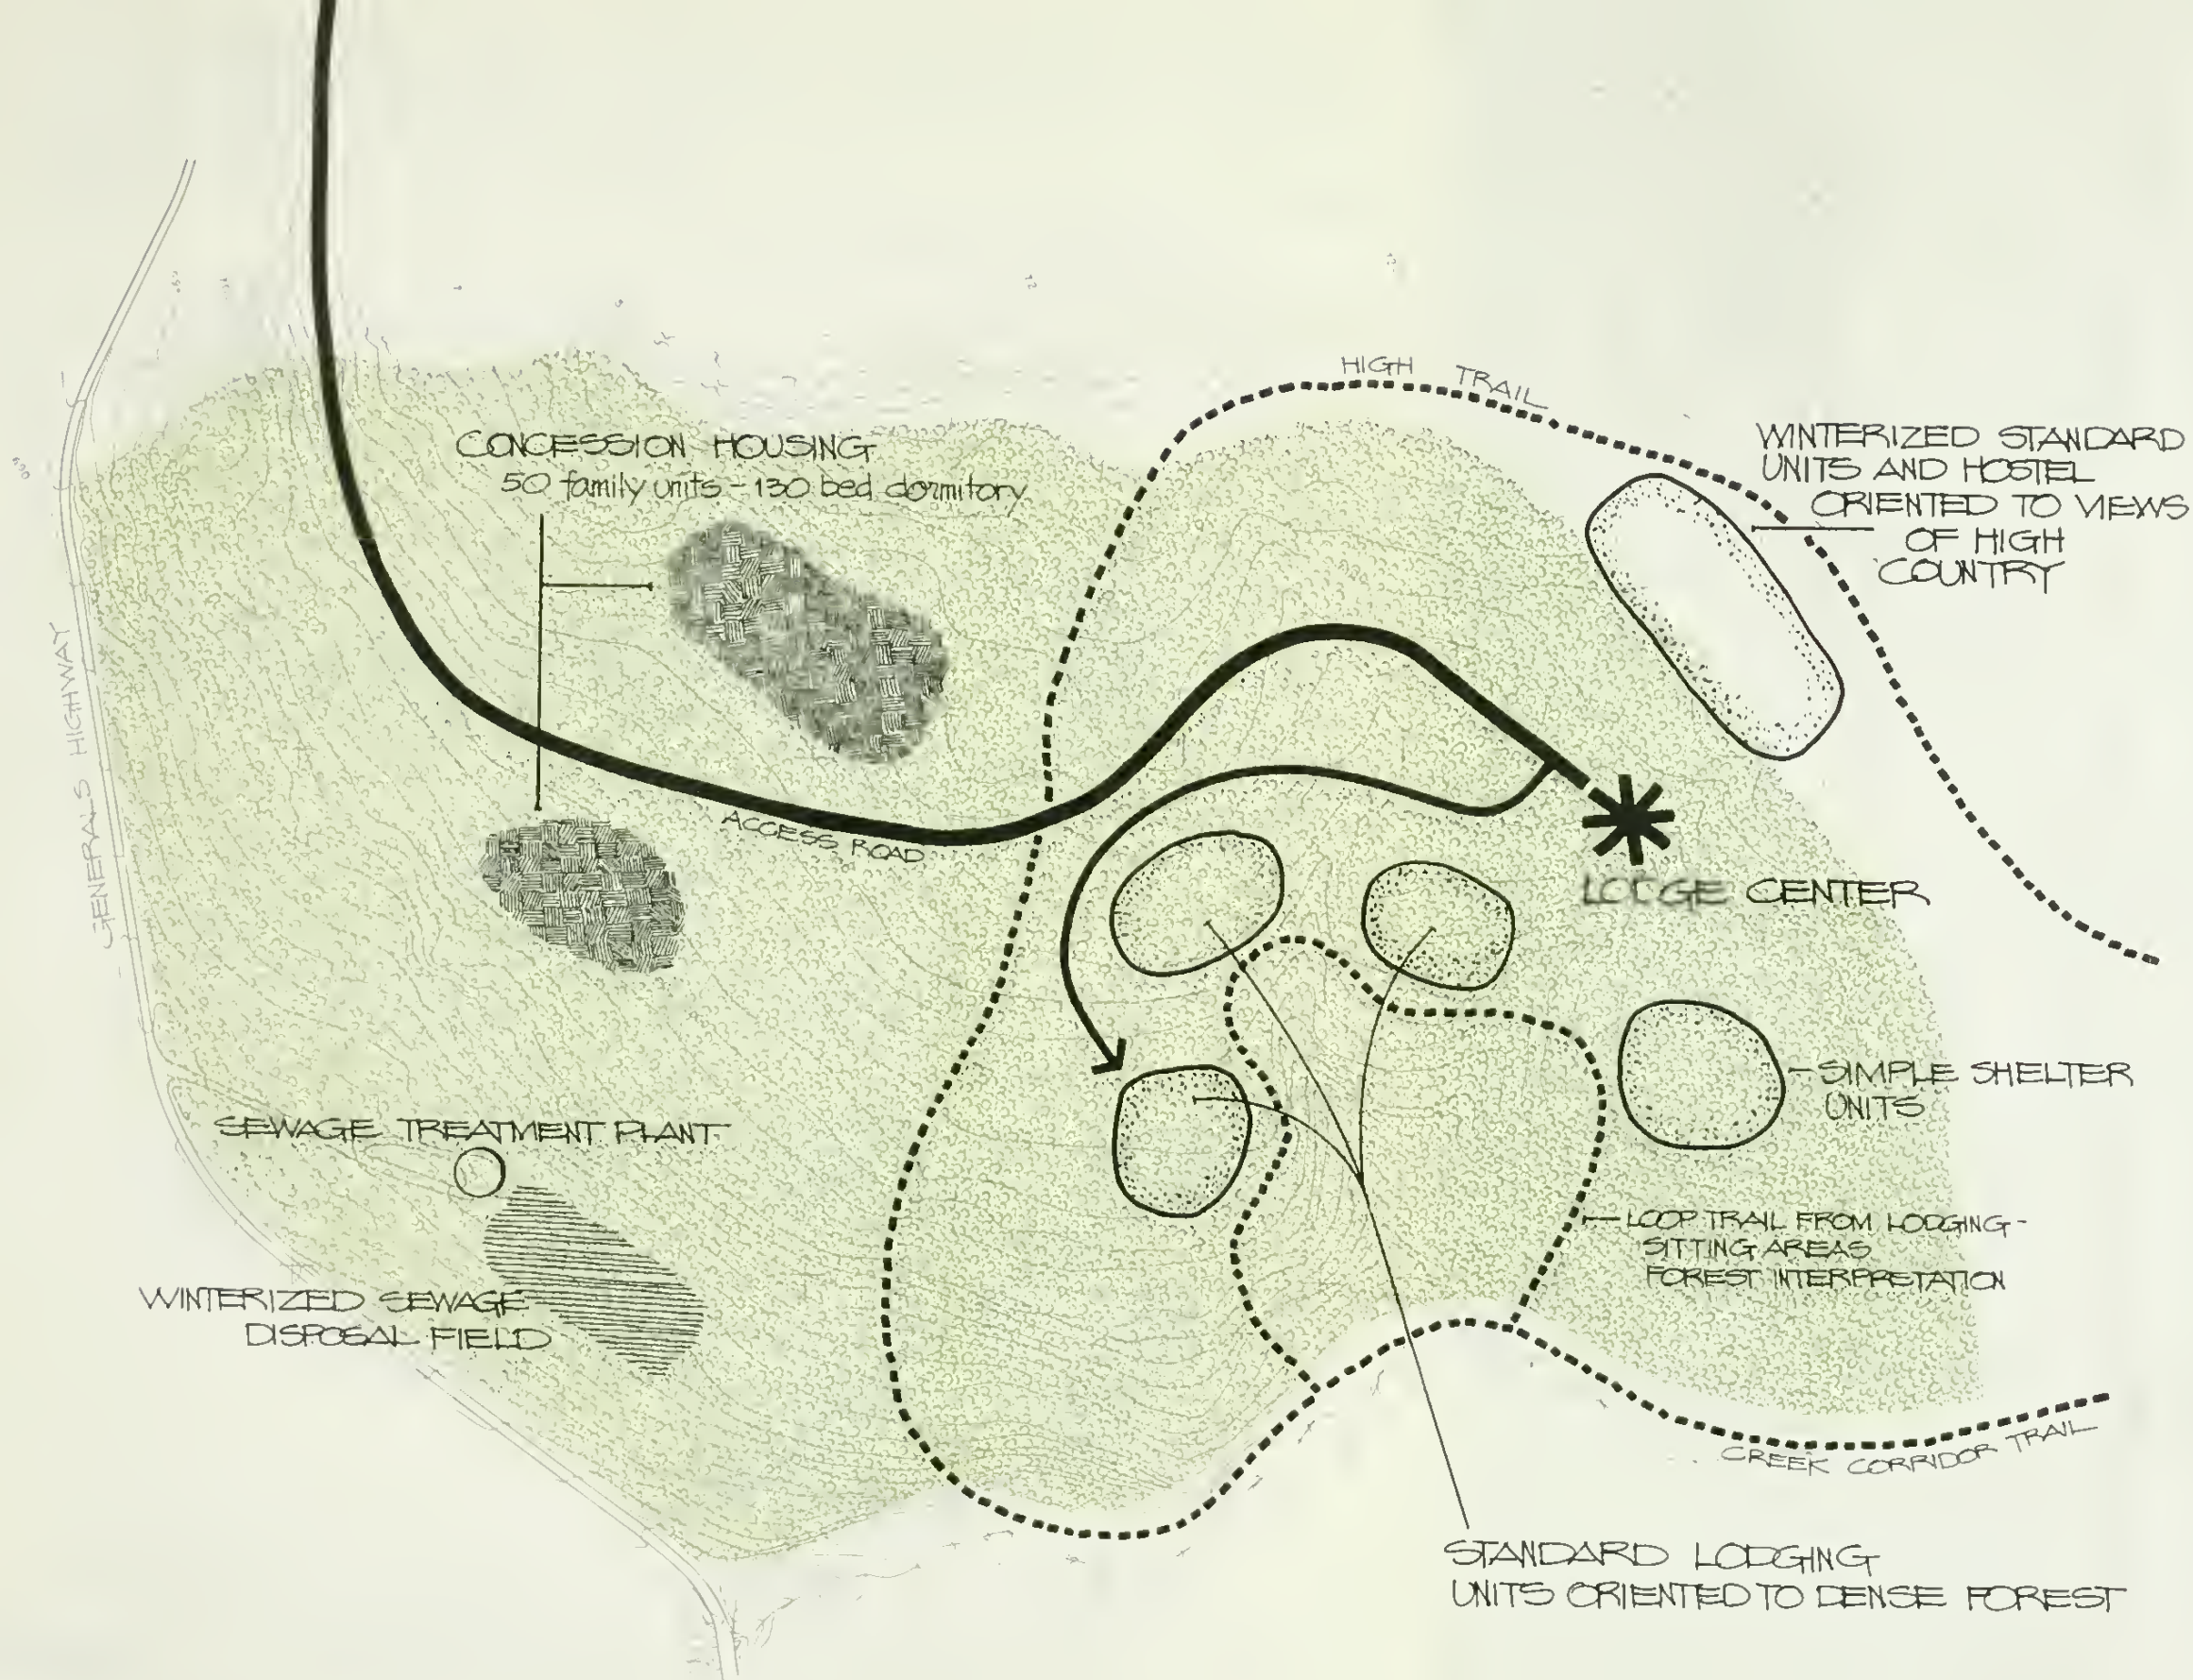 HIGH TRAIL
WINTERIZED STANDARD
UNITS AND HOSTEL
ORIENTED TO VIEWS
OF HIGH
COUNTRY
CONCESSION HOUSING
50 family units - 130 bed dormitory
GENERALS HIGHWAY
ACCESS ROAD
LODGE CENTER
SIMPLE SHELTER
UNITS
SEWAGE TREATMENT PLANT
LOOP TRAIL FROM LODGING -
SITTING AREAS
FOREST INTERPRETATION
WINTERIZED SEWAGE
DISPOSAL FIELD
CREEK CORRIDOR TRAIL
STANDARD LODGING
UNITS ORIENTED TO DENSE FOREST